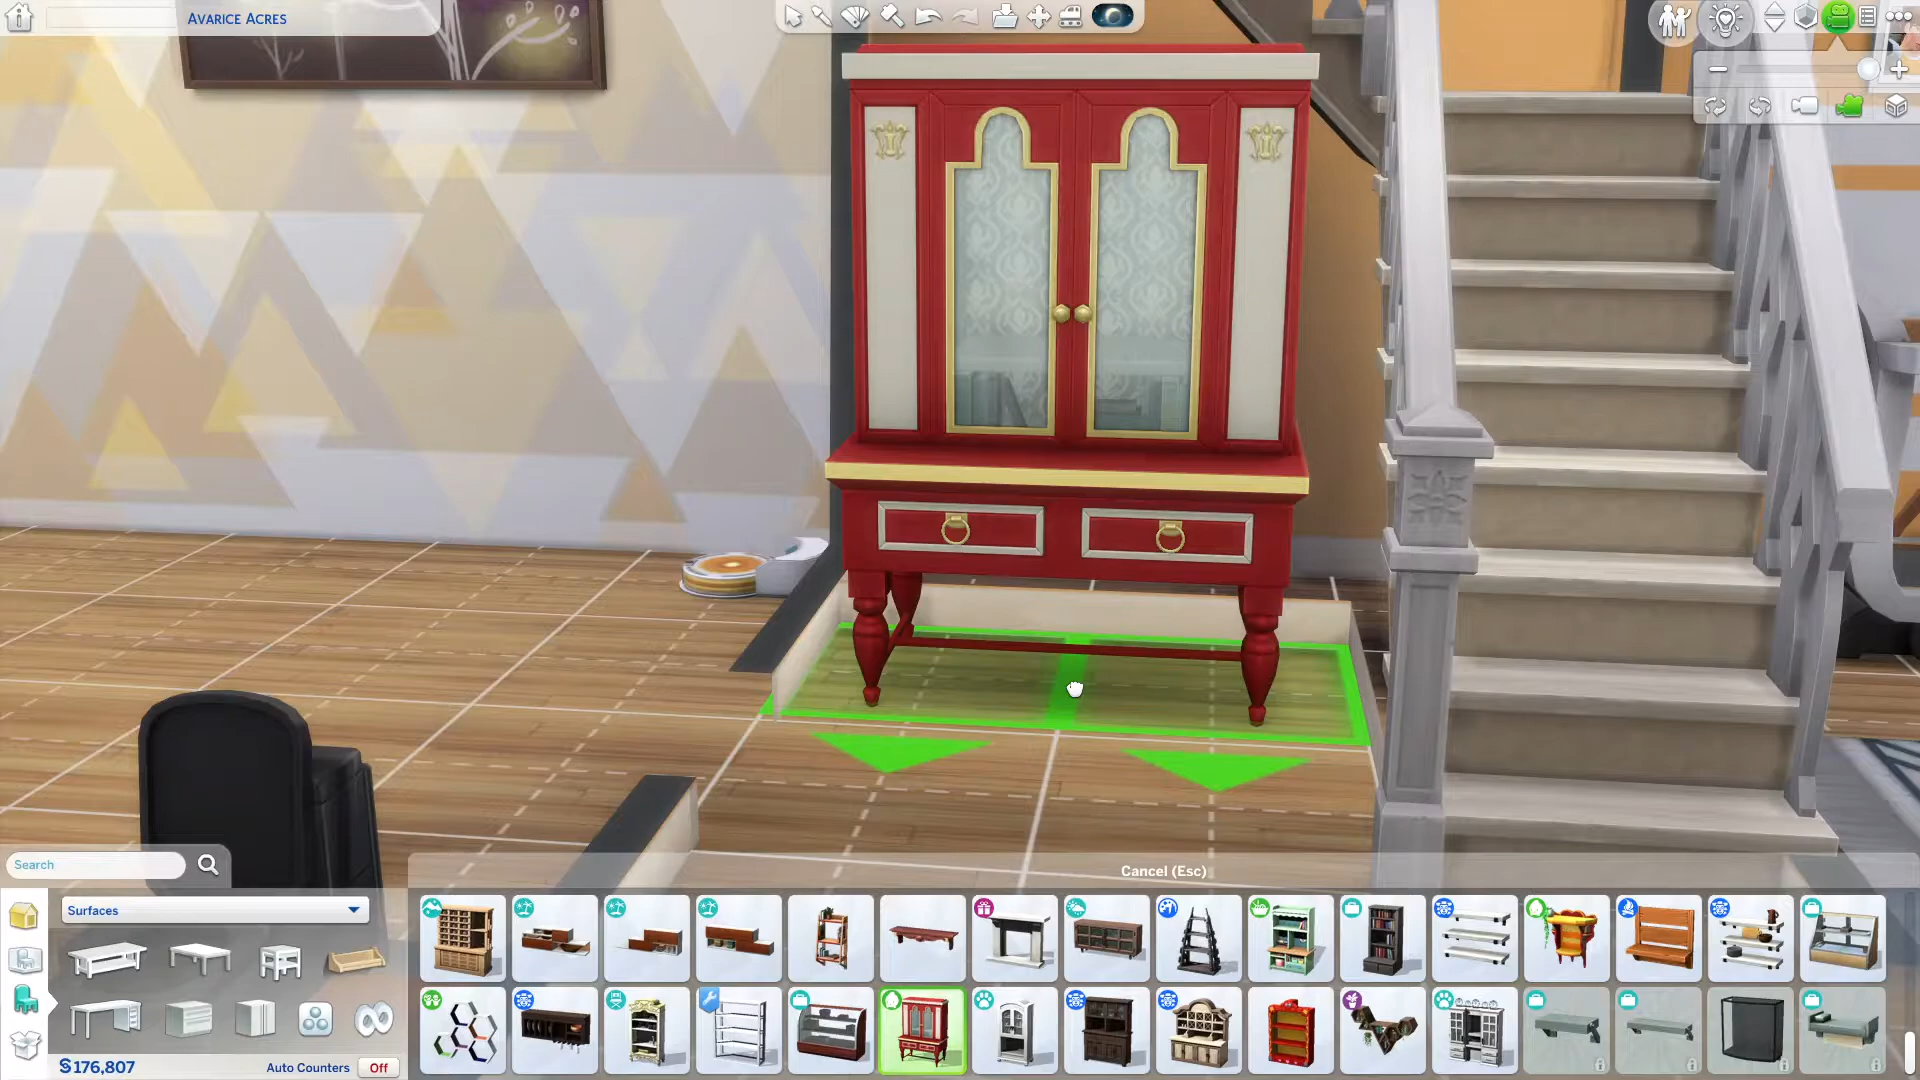 AVARICE ACRES
Cancel (Esc)
Search
Surfaces
§176,807
Auto Counters
Off